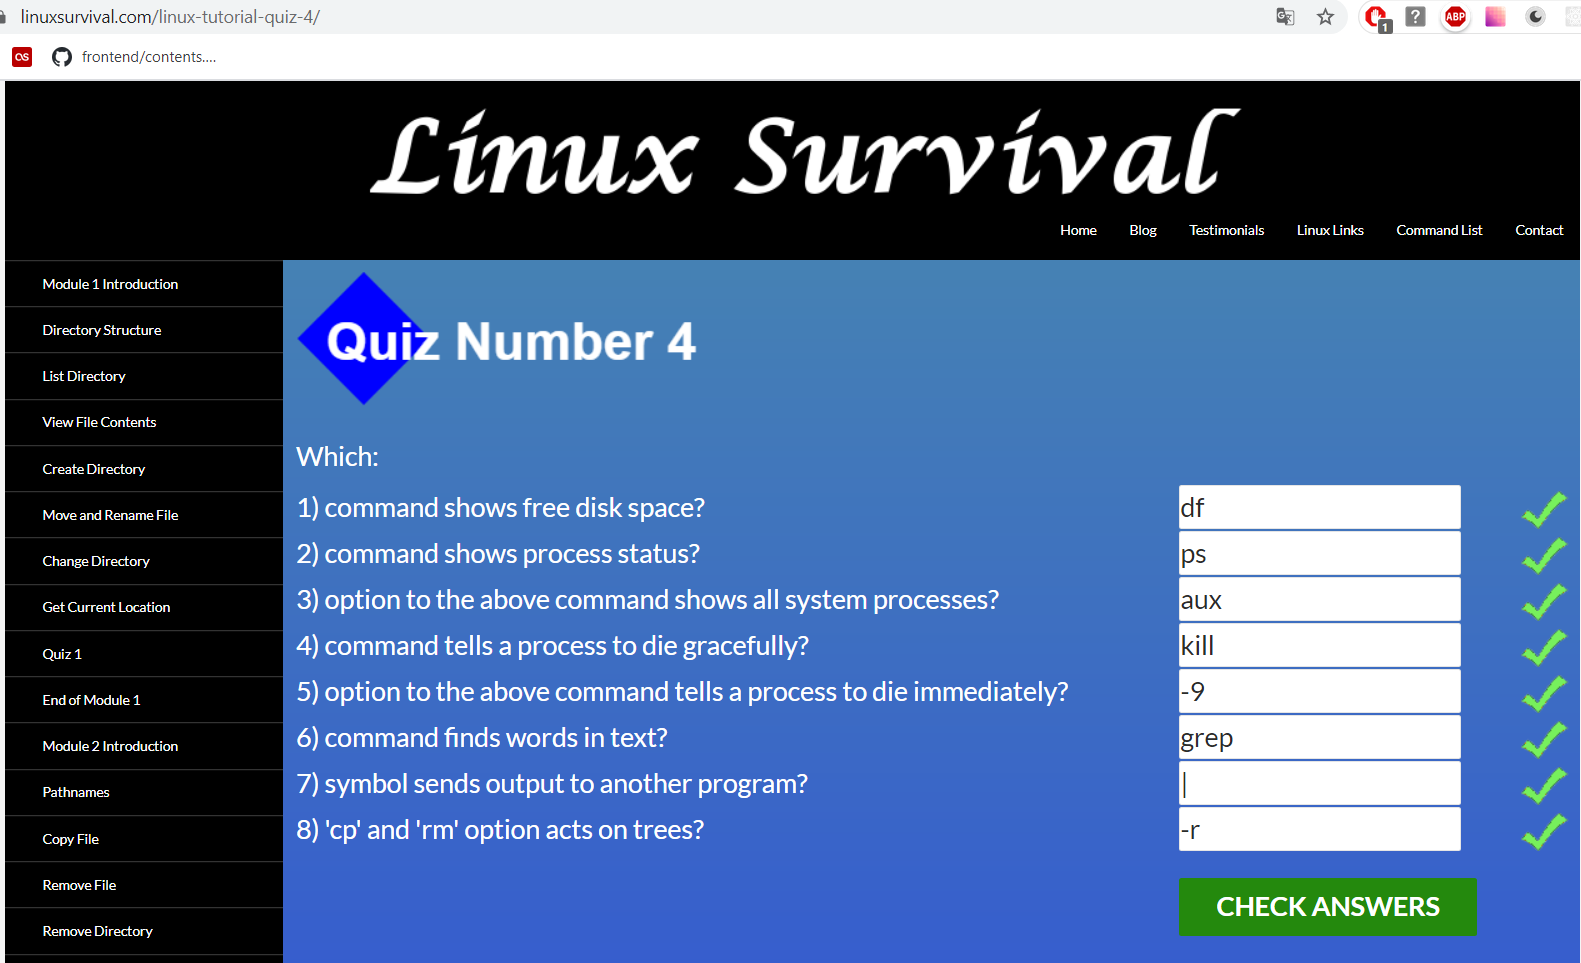 linuxsurvival.com/linux-tutorial-quiz-4/
1
?
ABP
frontend/contents....
Linux Survival
Home Blog Testimonials Linux Links Command List Contact
Module 1 Introduction
Directory Structure
List Directory
View File Contents
Create Directory
Move and Rename File
Change Directory
Get Current Location
Quiz 1
End of Module 1
Module 2 Introduction
Pathnames
Copy File
Remove File
Remove Directory
Quiz Number 4
Which:
1) command shows free disk space? df
2) command shows process status? ps
3) option to the above command shows all system processes? aux
4) command tells a process to die gracefully? kill
5) option to the above command tells a process to die immediately? -9
6) command finds words in text? grep
7) symbol sends output to another program? |
8) 'cp' and 'rm' option acts on trees? -r
CHECK ANSWERS